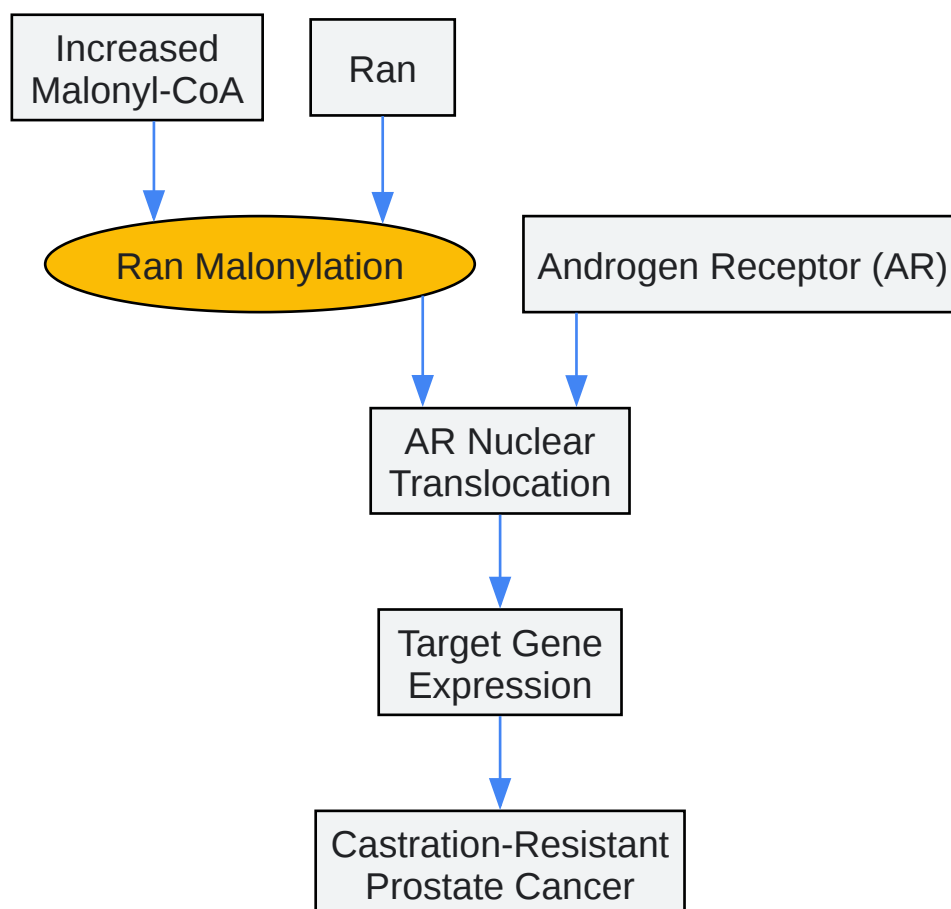 Increased
Malonyl-CoA
Ran
Ran Malonylation
Androgen Receptor (AR)
AR Nuclear
Translocation
Target Gene
Expression
Castration-Resistant
Prostate Cancer